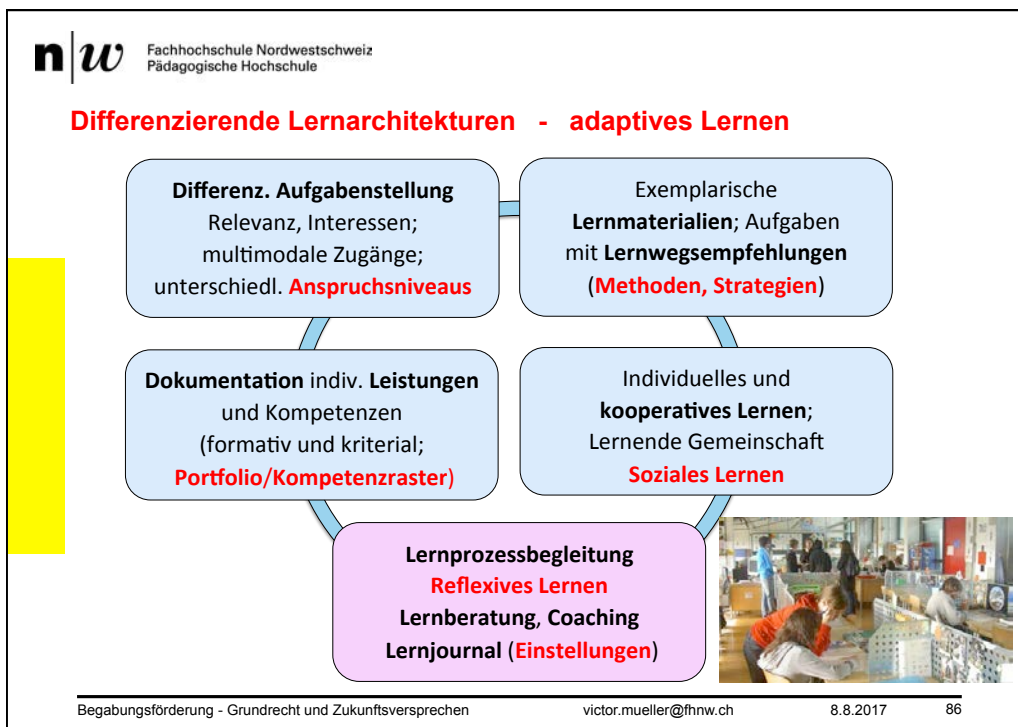 n|w Fachhochschule Nordwestschweiz
Pädagogische Hochschule
Differenzierende Lernarchitekturen - adaptives Lernen
Differenz. Aufgabenstellung
Relevanz, Interessen;
multimodale Zugänge;
unterschiedl. Anspruchsniveaus
Exemplarische
Lernmaterialien; Aufgaben
mit Lernwegsempfehlungen
(Methoden, Strategien)
Dokumentation indiv. Leistungen
und Kompetenzen
(formativ und kriterial;
Portfolio/Kompetenzraster)
Individuelles und
kooperatives Lernen;
Lernende Gemeinschaft
Soziales Lernen
Lernprozessbegleitung
Reflexives Lernen
Lernberatung, Coaching
Lernjournal (Einstellungen)
Begabungsförderung - Grundrecht und Zukunftsversprechen victor.mueller@fhnw.ch 8.8.2017 86